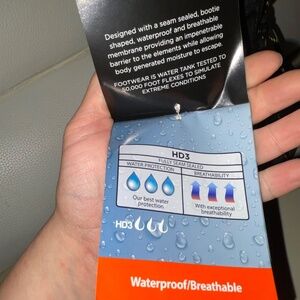 Designed with a seam sealed, bootie
shaped, waterproof and breathable
membrane providing an impenetrable
barrier to the elements while allowing
body generated moisture to escape.
FOOTWEAR IS WATER TANK TESTED TO
50,000 FOOT FLEXES TO SIMULATE
EXTREME CONDITIONS
HD3
FULLY SEAM SEALED
WATER PROTECTION
BREATHABILITY
Our best water
protection
With exceptional
breathability
HD3
Waterproof/Breathable